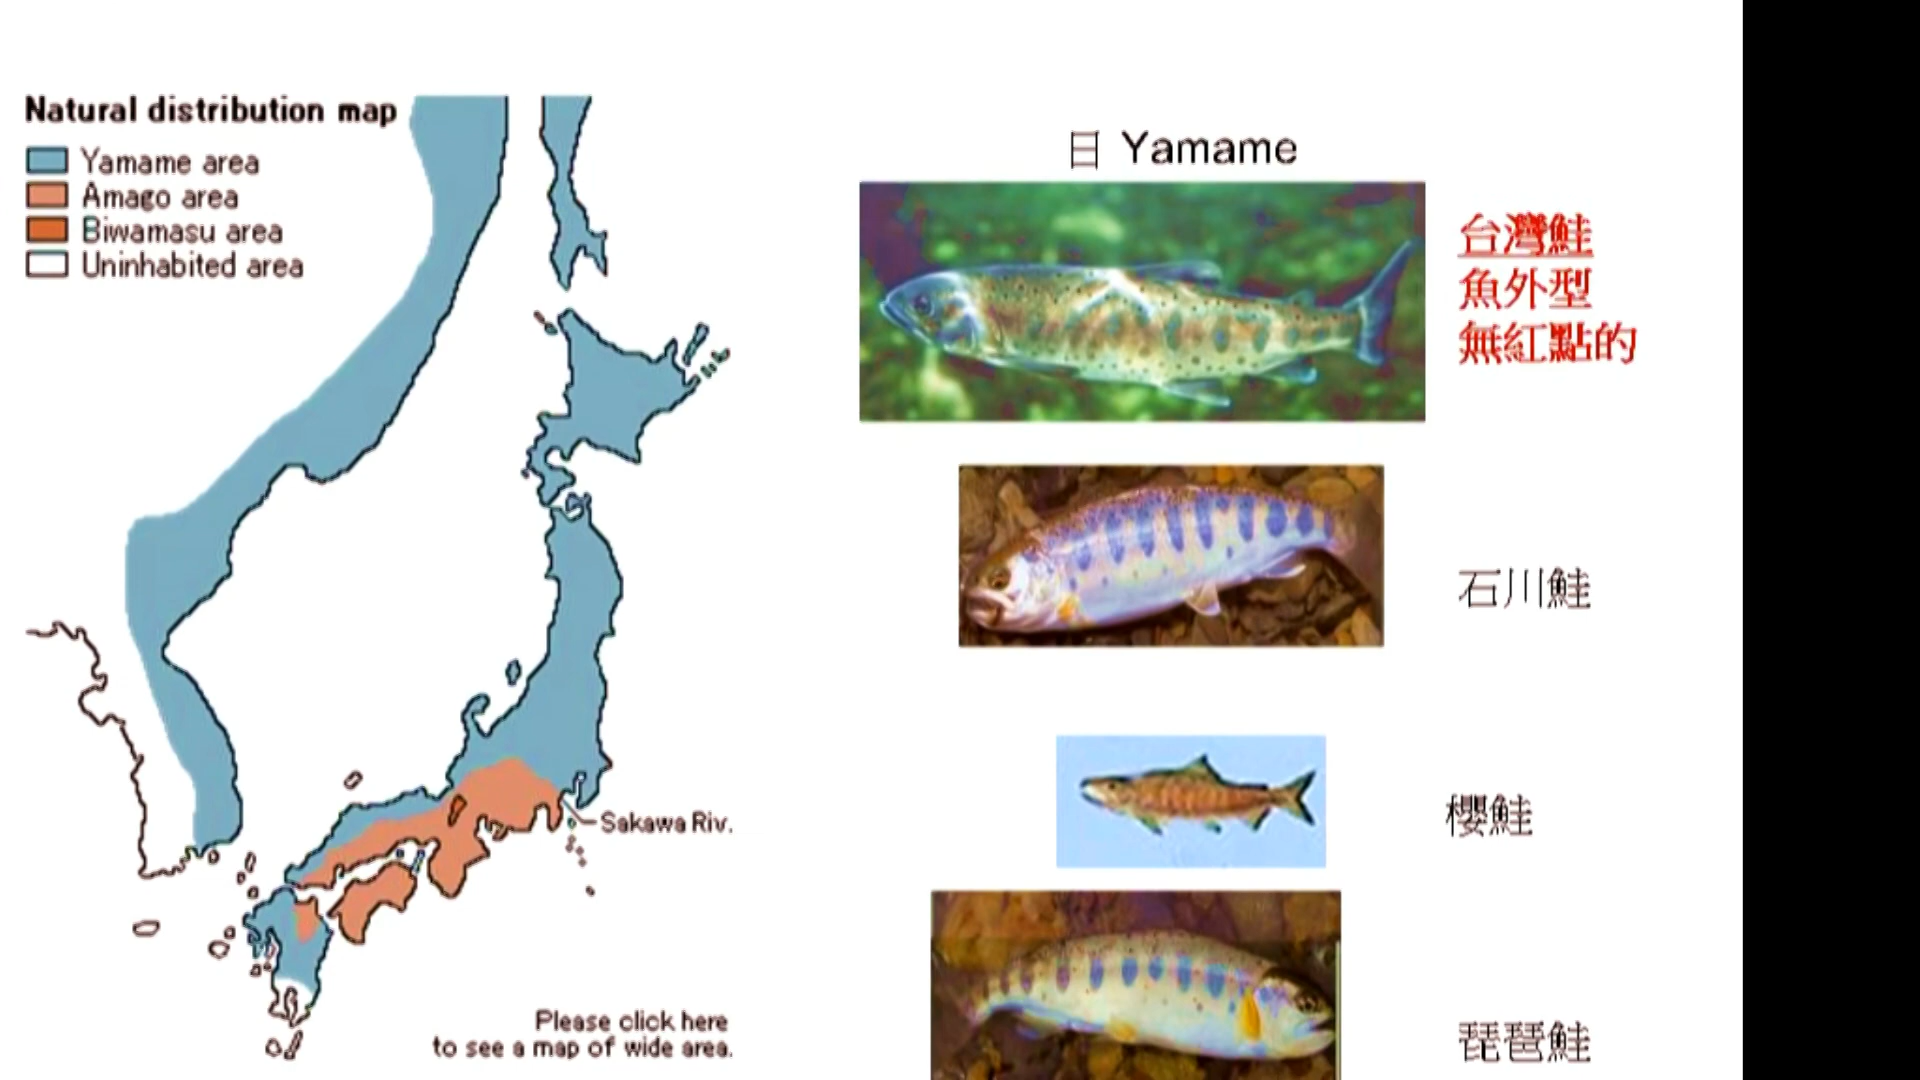 Natural distribution map
Yamame area
Amago area
Biwamasu area
Uninhabited area
Sakawa Riv.
Please click here
to see a map of wide area.
日 Yamame
台灣鮭
魚外型
無紅點的
石川鮭
櫻鮭
琵琶鮭